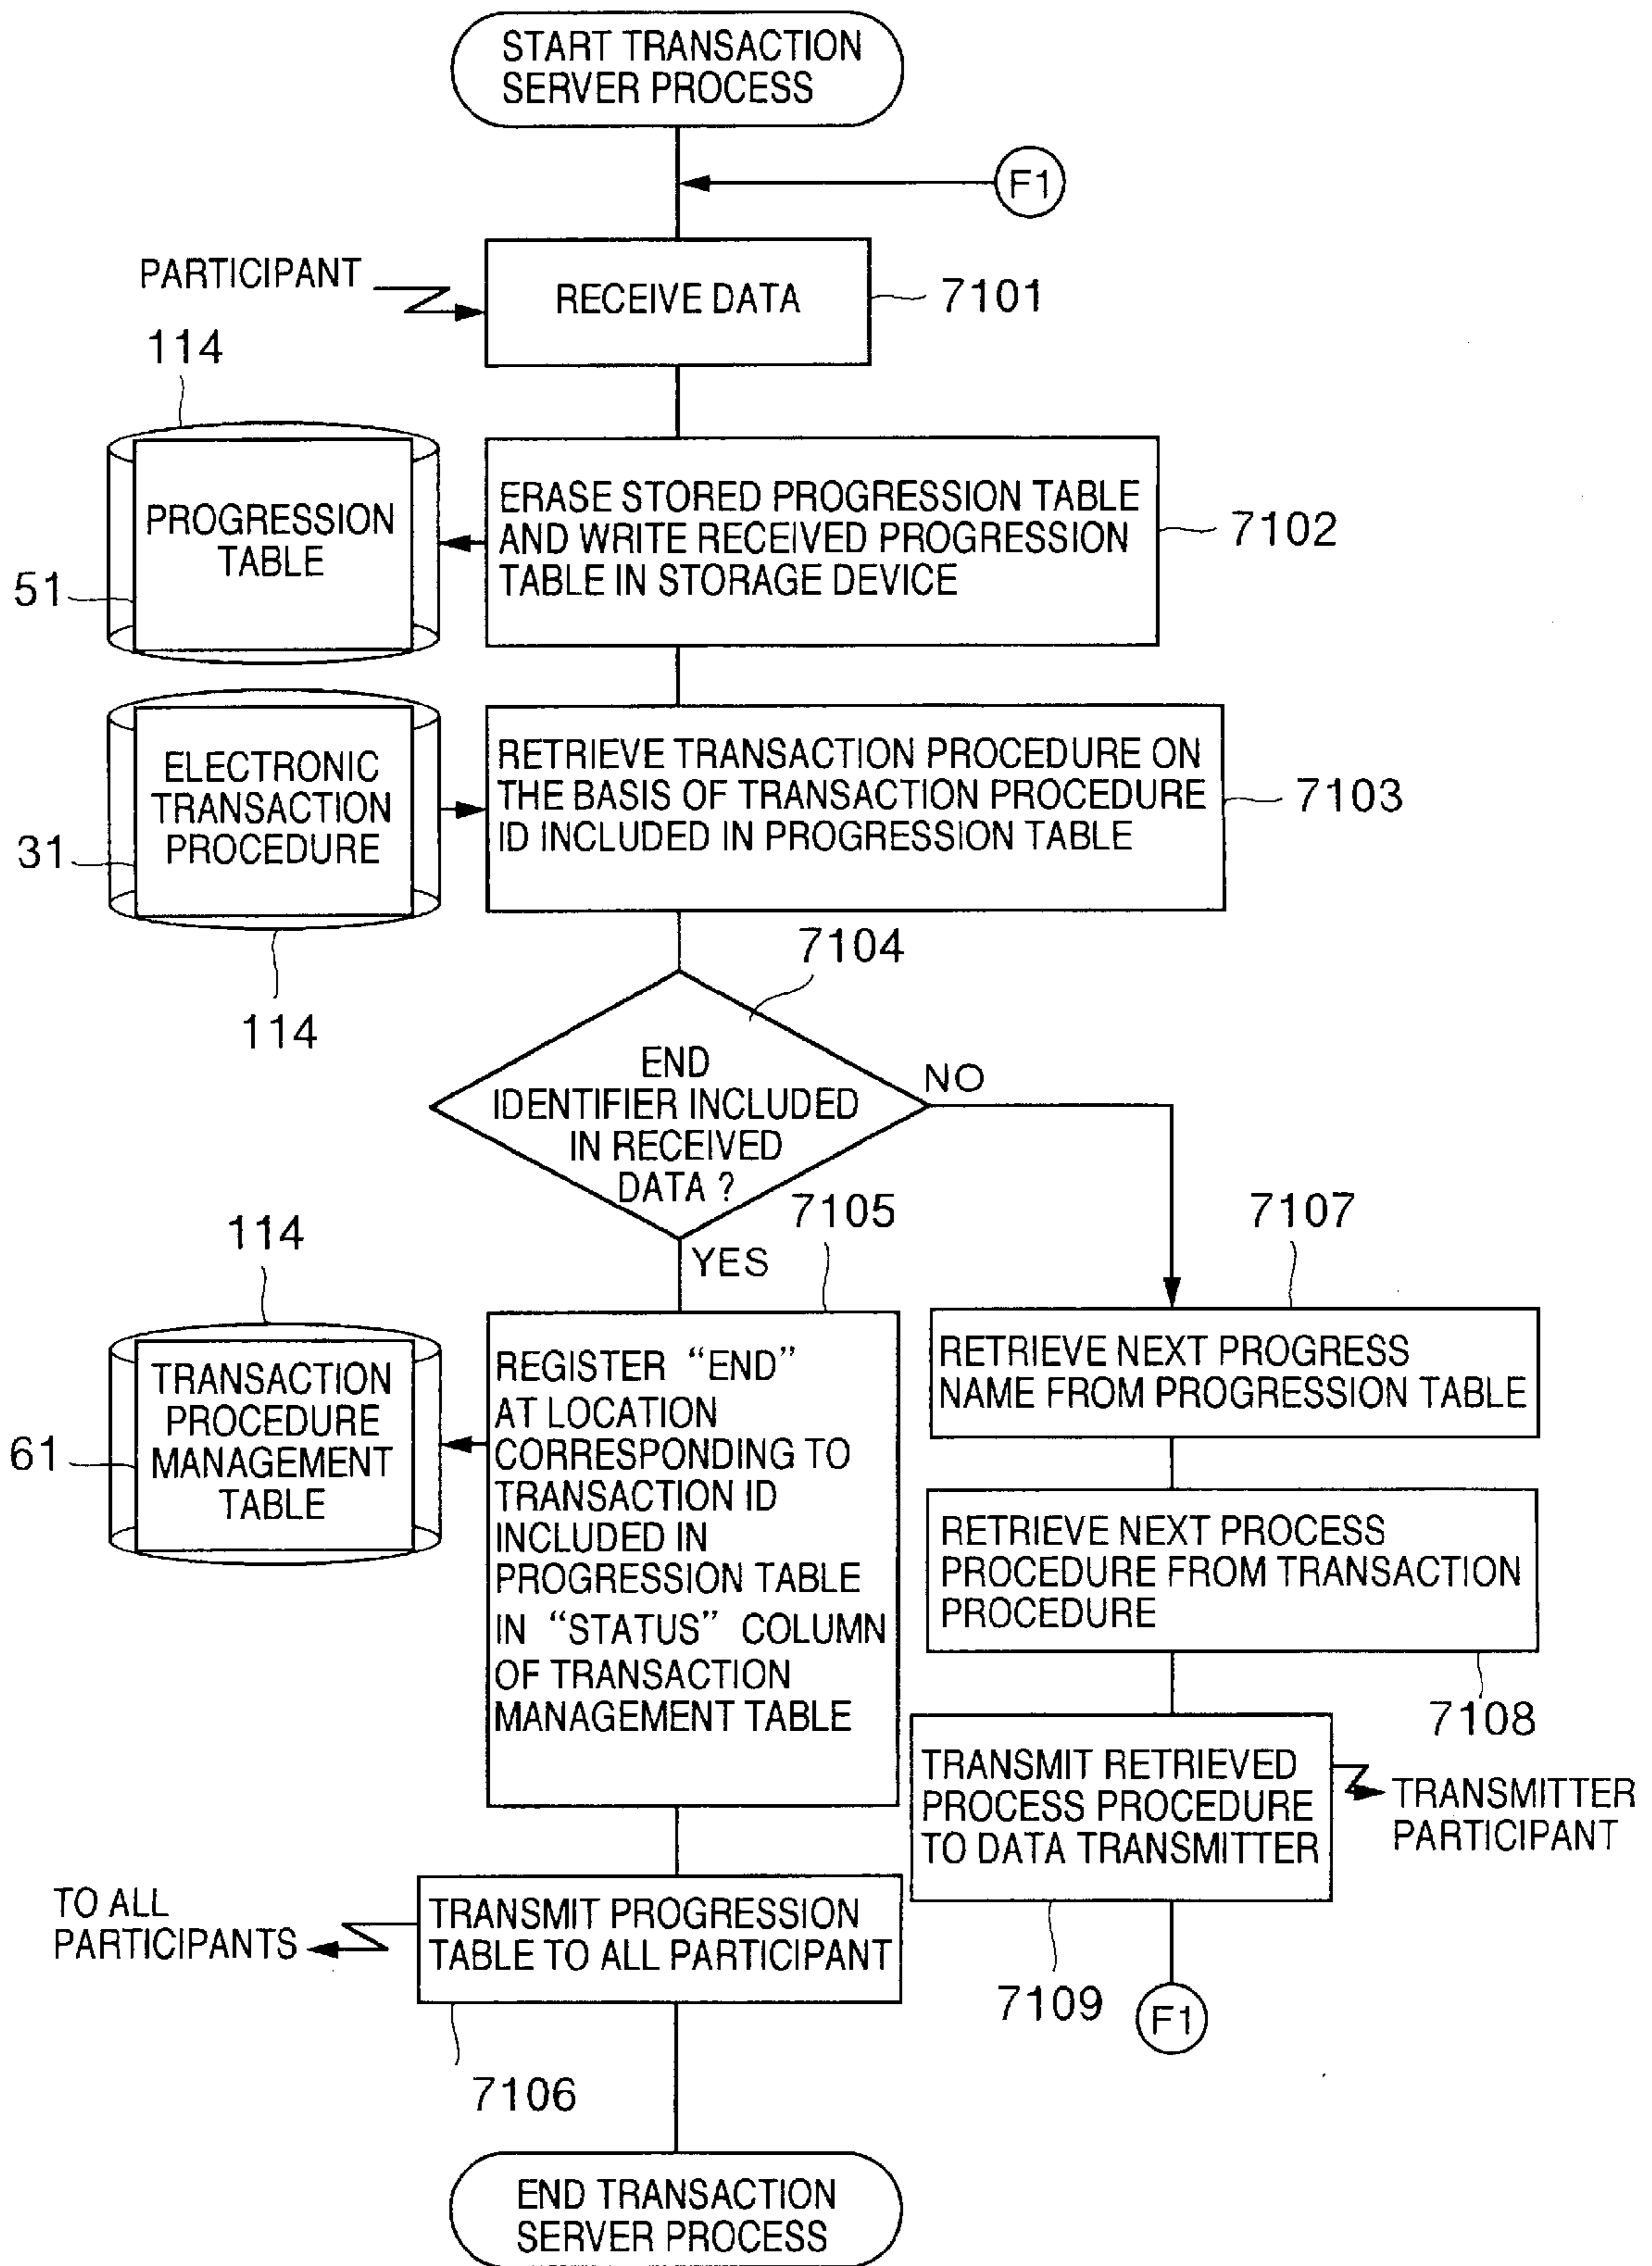 START TRANSACTION
SERVER PROCESS
F1
PARTICIPANT
RECEIVE DATA
7101
114
PROGRESSION
TABLE
51
ERASE STORED PROGRESSION TABLE
AND WRITE RECEIVED PROGRESSION
TABLE IN STORAGE DEVICE
7102
ELECTRONIC
TRANSACTION
PROCEDURE
31
114
RETRIEVE TRANSACTION PROCEDURE ON
THE BASIS OF TRANSACTION PROCEDURE
ID INCLUDED IN PROGRESSION TABLE
7103
7104
END
IDENTIFIER INCLUDED
IN RECEIVED
DATA ?
NO
YES
7105
114
TRANSACTION
PROCEDURE
MANAGEMENT
TABLE
61
REGISTER “END”
AT LOCATION
CORRESPONDING TO
TRANSACTION ID
INCLUDED IN
PROGRESSION TABLE
IN “STATUS” COLUMN
OF TRANSACTION
MANAGEMENT TABLE
7107
RETRIEVE NEXT PROGRESS
NAME FROM PROGRESSION TABLE
RETRIEVE NEXT PROCESS
PROCEDURE FROM TRANSACTION
PROCEDURE
7108
TRANSMIT RETRIEVED
PROCESS PROCEDURE
TO DATA TRANSMITTER
TRANSMITTER
PARTICIPANT
7109
F1
TO ALL
PARTICIPANTS
TRANSMIT PROGRESSION
TABLE TO ALL PARTICIPANT
7106
END TRANSACTION
SERVER PROCESS